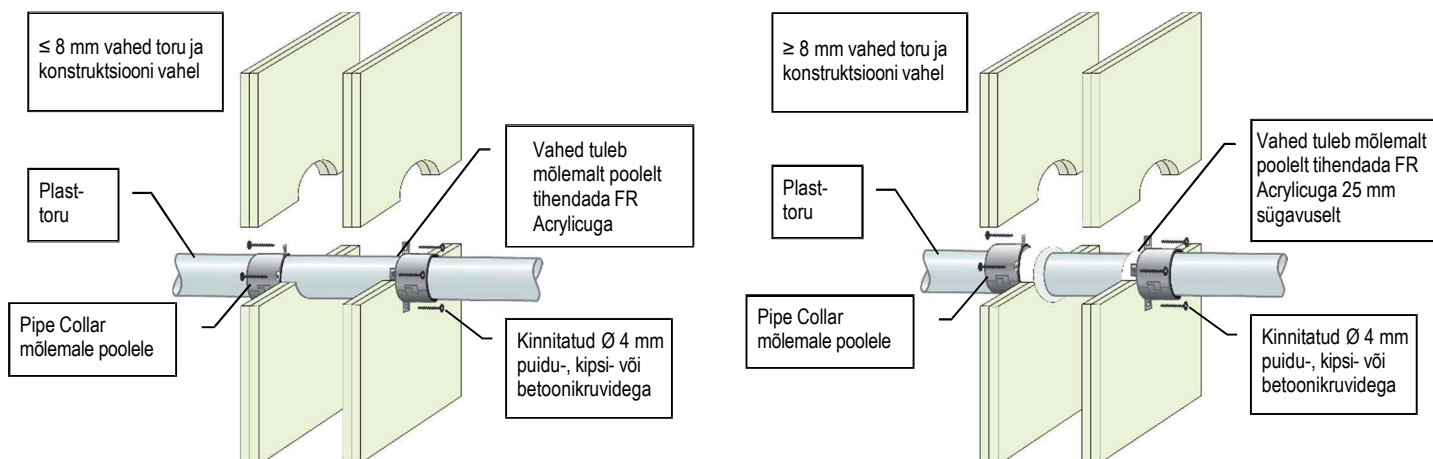 ≤ 8 mm vahed toru ja
konstruktsiooni vahel
Plast-
toru
Pipe Collar
mõlemale poolele
Vahed tuleb
mõlemalt poolelt
tihendada FR
Acrylicuga
Kinnitatud Ø 4 mm
puidu-, kipsi- või
betoonikruvidega
≥ 8 mm vahed toru ja
konstruktsiooni vahel
Plast-
toru
Pipe Collar
mõlemale poolele
Vahed tuleb mõlemalt
poolelt tihendada FR
Acrylicuga 25 mm
sügavuselt
Kinnitatud Ø 4 mm
puidu-, kipsi- või
betoonikruvidega